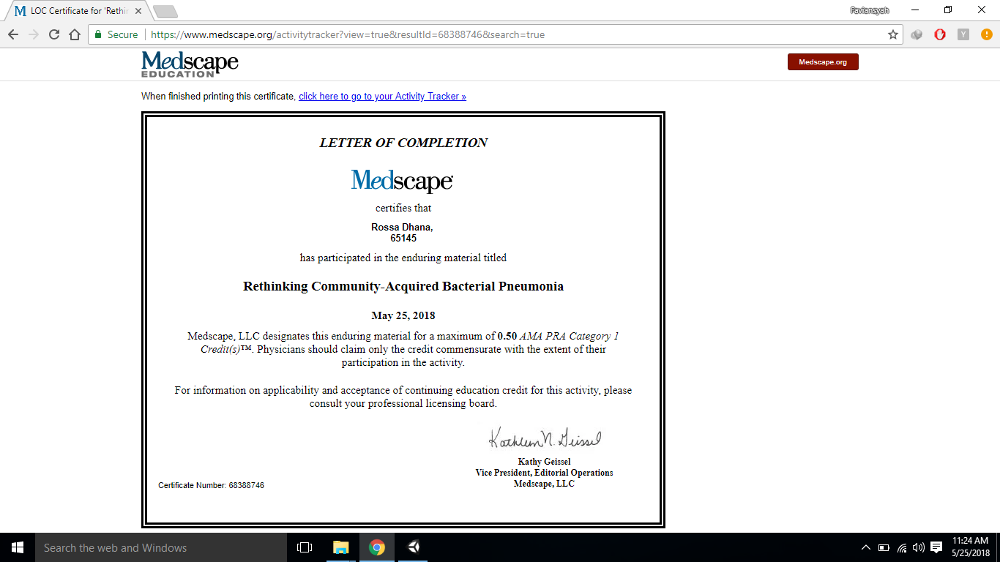 LOC Certificate for 'Rethin
Faviansyah
Secure
https://www.medscape.org/activitytracker?view=true&resultId=68388746&search=true
Medscape
EDUCATION
Medscape.org
When finished printing this certificate, click here to go to your Activity Tracker »
LETTER OF COMPLETION
Medscape
certifies that
Rossa Dhana,
65145
has participated in the enduring material titled
Rethinking Community-Acquired Bacterial Pneumonia
May 25, 2018
Medscape, LLC designates this enduring material for a maximum of 0.50 AMA PRA Category 1
Credit(s)™. Physicians should claim only the credit commensurate with the extent of their
participation in the activity.
For information on applicability and acceptance of continuing education credit for this activity, please
consult your professional licensing board.
Kathleen N. Geissel
Kathy Geissel
Vice President, Editorial Operations
Medscape, LLC
Certificate Number: 68388746
Search the web and Windows
11:24 AM
5/25/2018